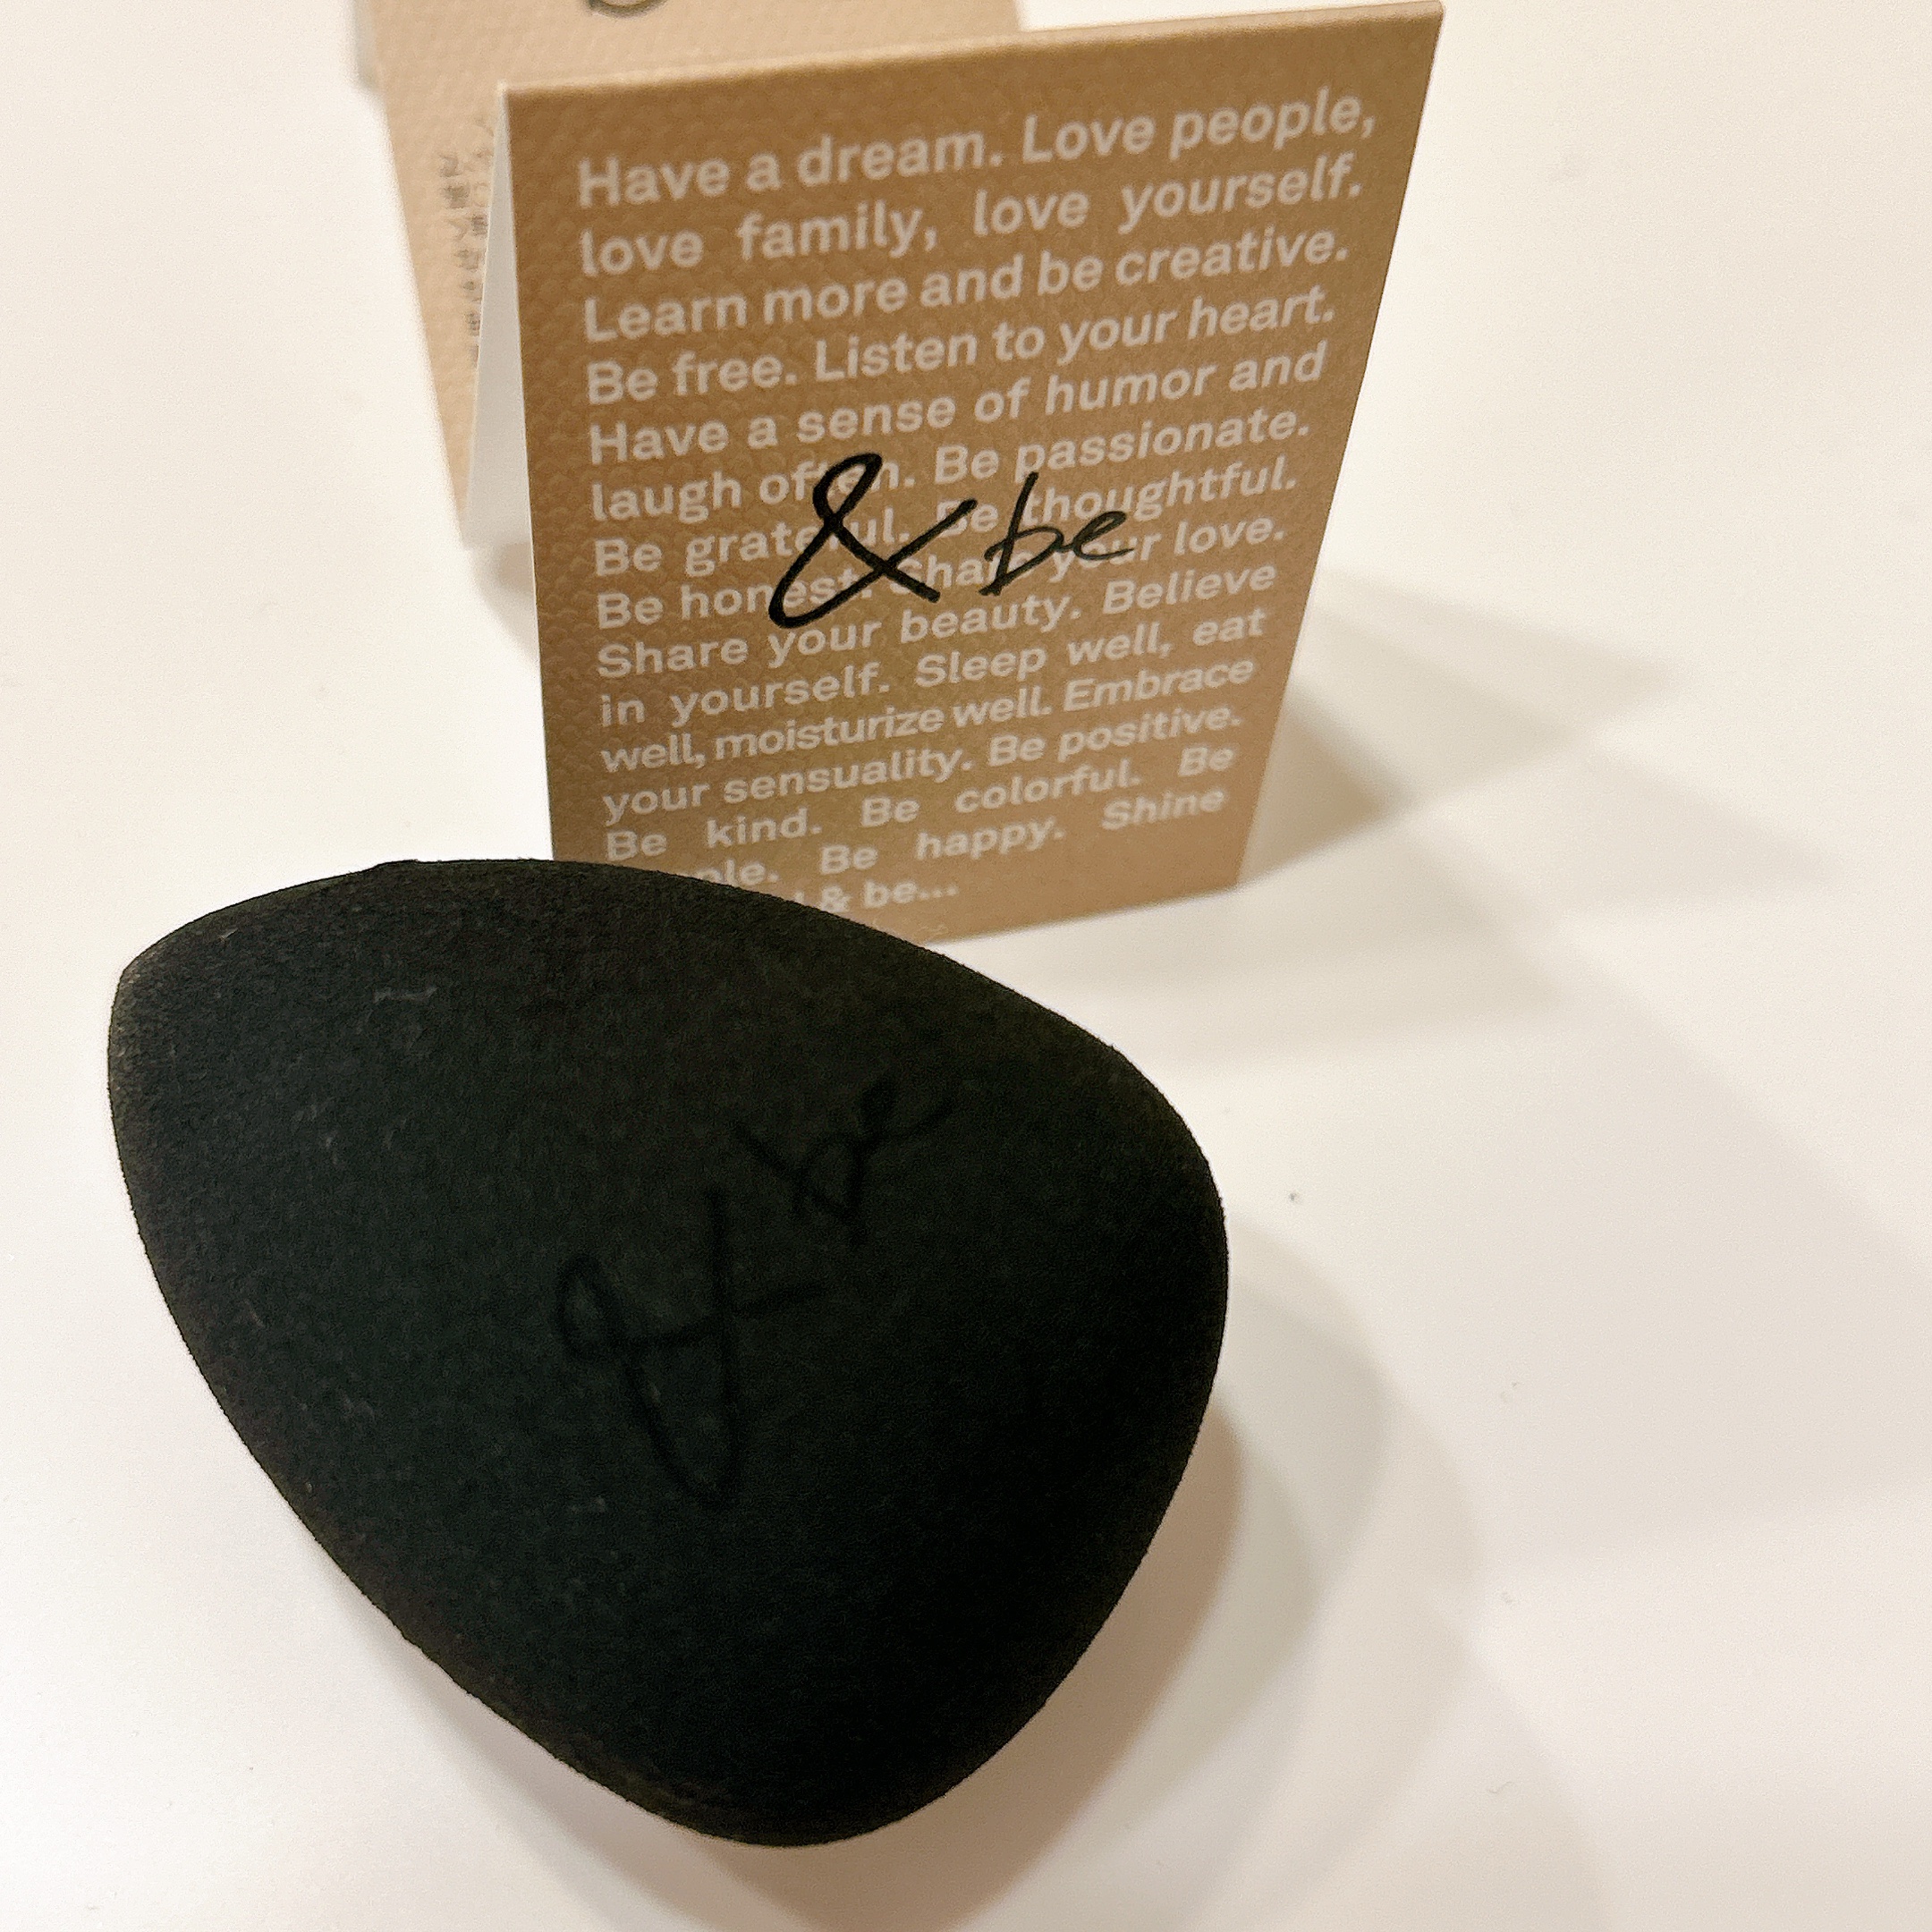 Have a dream. Love people,
love family, love yourself.
Learn more and be creative.
Be free. Listen to your heart.
Have a sense of humor and
laugh often. Be passionate.
Be grateful. Be thoughtful.
Be honest. Share your love.
Share your beauty. Believe
in yourself. Sleep well, eat
well, moisturize well. Embrace
your sensuality. Be positive.
Be kind. Be colorful. Be
Be happy. Shine
& be...
& be
& be